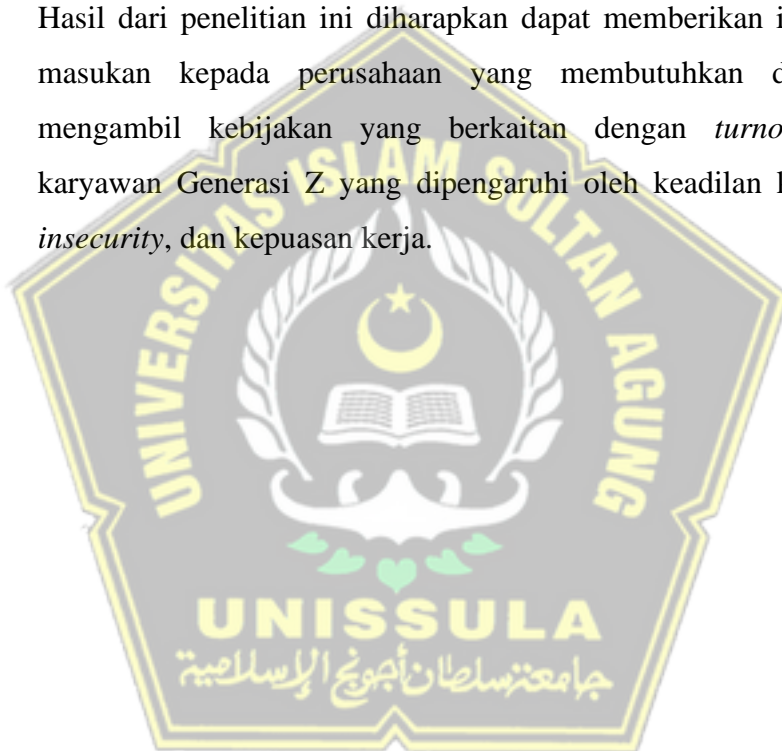 Hasil dari penelitian ini diharapkan dapat memberikan
masukan kepada perusahaan yang membutuhkan
mengambil kebijakan yang berkaitan dengan
karyawan Generasi Z yang dipengaruhi oleh keadilan
insecurity, dan kepuasan kerja.
UNIVERSITAS ISLAM SULTAN AGUNG
UNISSULA
جامعة سلطان أجونج الإسلامية